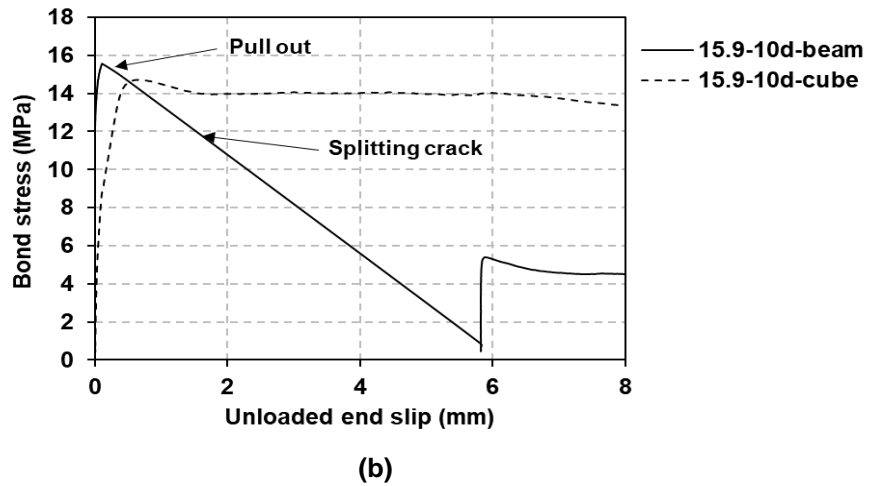 18
16
14
12
10
8
6
4
2
0
Bond stress (MPa)
Pull out
Splitting crack
15.9-10d-beam
15.9-10d-cube
0 2 4 6 8
Unloaded end slip (mm)
(b)